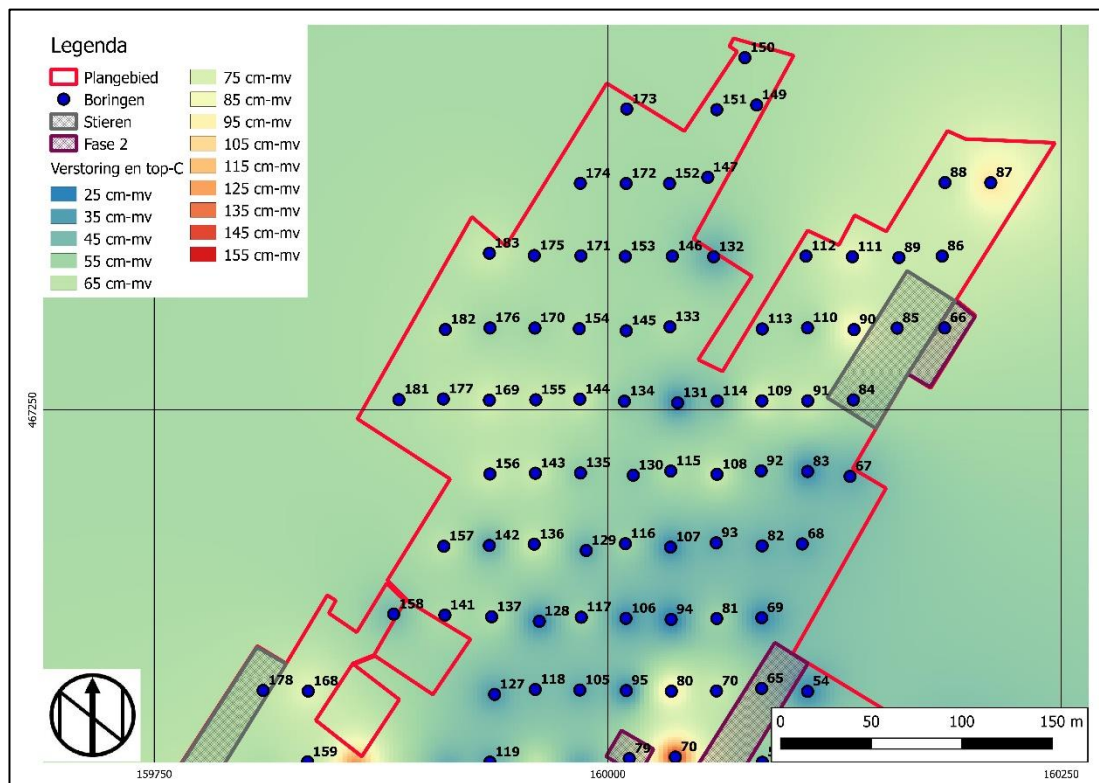 Legenda
Plangebied
Boringen
Stieren
Fase 2
Verstoring en top-C
25 cm-mv
35 cm-mv
45 cm-mv
55 cm-mv
65 cm-mv
75 cm-mv
85 cm-mv
95 cm-mv
105 cm-mv
115 cm-mv
125 cm-mv
135 cm-mv
145 cm-mv
155 cm-mv
150
173 151 149
174 172 152 147 88 87
183 175 171 153 146 132 112 111 89 86
182 176 170 154 145 133 113 110 90 85 66
181 177 169 155 144 134 131 114 109 91 84
467250
156 143 135 130 115 108 92 83 67
157 142 136 129 116 107 93 82 68
158 141 137 128 117 106 94 81 69
178 168 127 118 105 95 80 70 65 54
159 119 79 70
0 50 100 150 m
159750 160000 160250